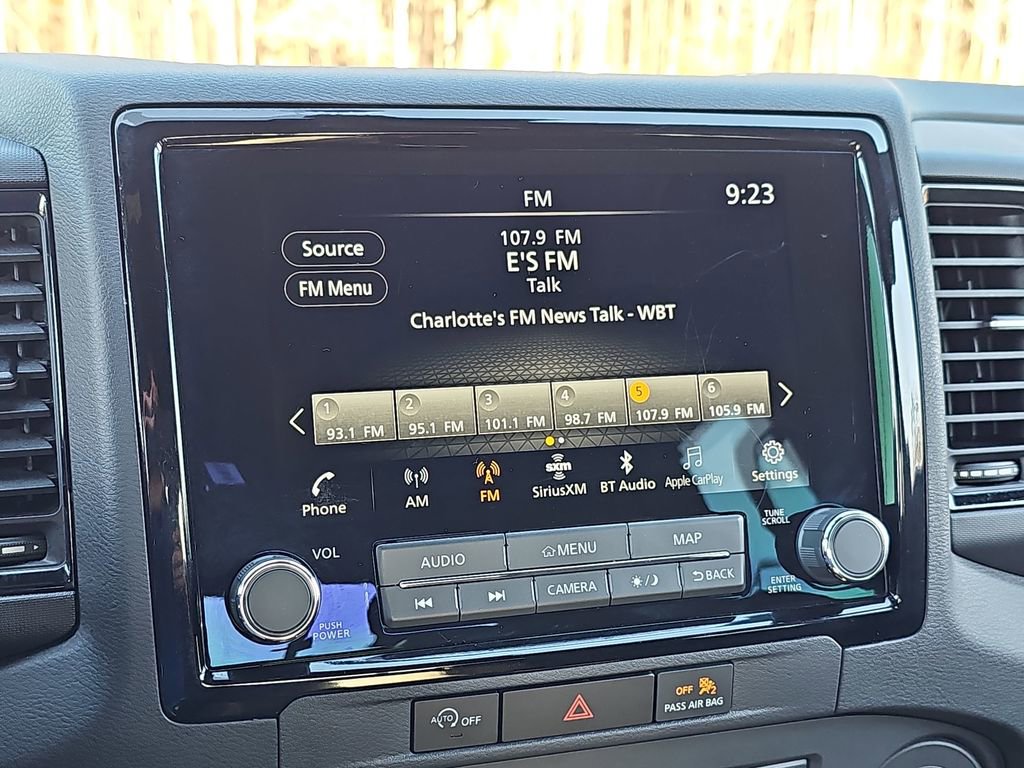 FM
9:23
Source
107.9 FM
E'S FM
FM Menu
Talk
Charlotte's FM News Talk - WBT
1 2 3 4 5 6
93.1 FM 95.1 FM 101.1 FM 98.7 FM 107.9 FM 105.9 FM
Phone
AM
FM
sxm
SiriusXM
BT Audio
Apple CarPlay
Settings
VOL
TUNE
SCROLL
AUDIO
MENU
MAP
CAMERA
BACK
ENTER
SETTING
PUSH
POWER
AUTO OFF
OFF 2
PASS AIR BAG